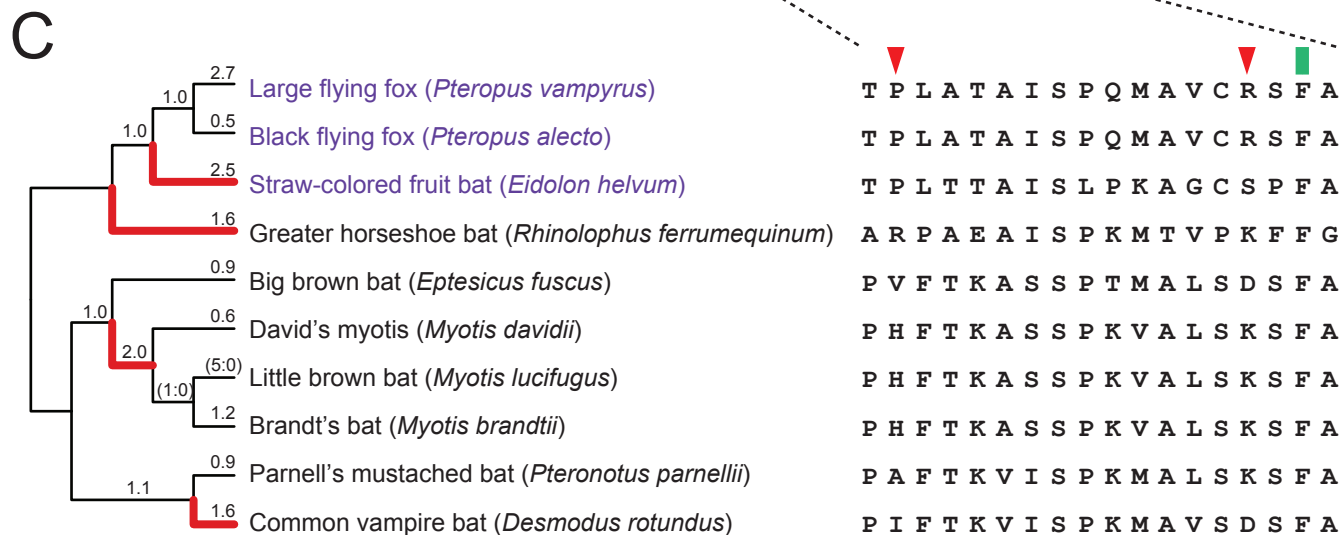 C
2.7
Large flying fox (Pteropus vampyrus) T P L A T A I S P Q M A V C R S F A
1.0
0.5
Black flying fox (Pteropus alecto) T P L A T A I S P Q M A V C R S F A
1.0
2.5
Straw-colored fruit bat (Eidolon helvum) T P L T T A I S L P K A G C S P F A
1.6
Greater horseshoe bat (Rhinolophus ferrumequinum) A R P A E A I S P K M T V P K F F G
0.9
Big brown bat (Eptesicus fuscus) P V F T K A S S P T M A L S D S F A
1.0
0.6
David's myotis (Myotis davidii) P H F T K A S S P K V A L S K S F A
2.0
(5:0)
Little brown bat (Myotis lucifugus) P H F T K A S S P K V A L S K S F A
(1:0)
1.2
Brandt's bat (Myotis brandtii) P H F T K A S S P K V A L S K S F A
0.9
Parnell's mustached bat (Pteronotus parnellii) P A F T K V I S P K M A L S K S F A
1.1
1.6
Common vampire bat (Desmodus rotundus) P I F T K V I S P K M A V S D S F A